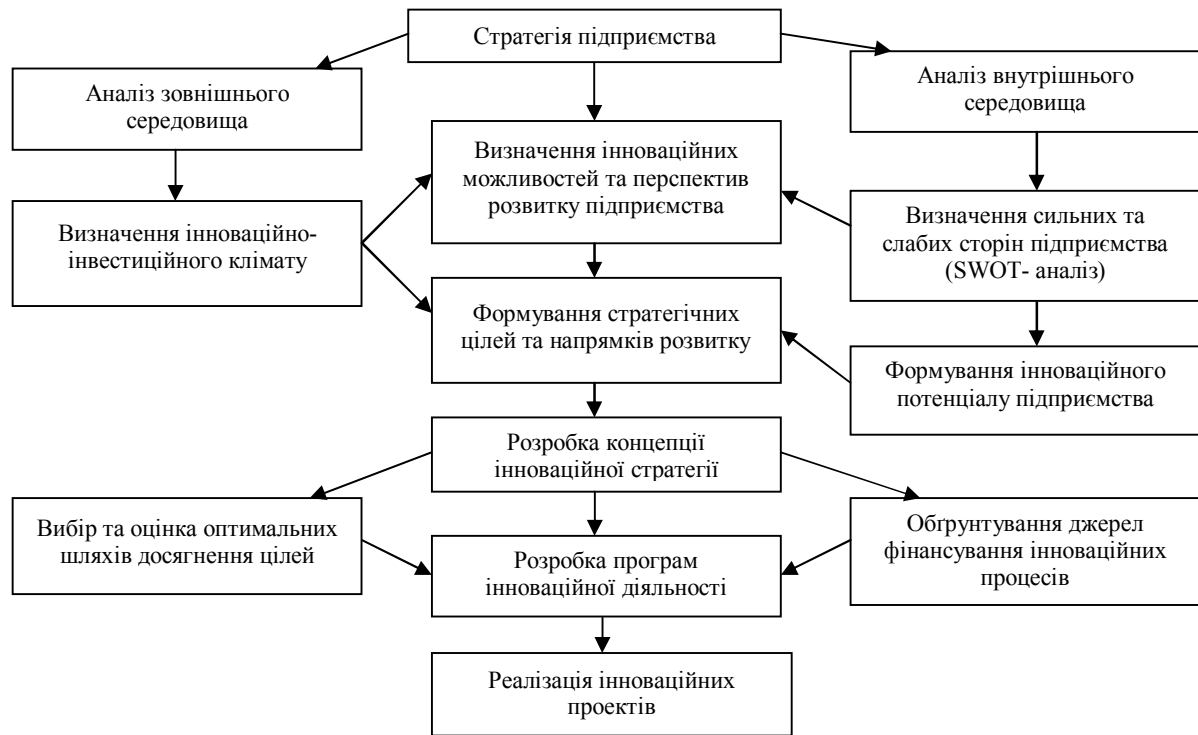 Стратегія підприємства
Аналіз зовнішнього
середовища
Аналіз внутрішнього
середовища
Визначення інноваційних
можливостей та перспектив
розвитку підприємства
Визначення інноваційно-
інвестиційного клімату
Визначення сильних та
слабих сторін підприємства
(SWOT- аналіз)
Формування стратегічних
цілей та напрямків розвитку
Формування інноваційного
потенціалу підприємства
Розробка концепції
інноваційної стратегії
Вибір та оцінка оптимальних
шляхів досягнення цілей
Розробка програм
інноваційної діяльності
Обґрунтування джерел
фінансування інноваційних
процесів
Реалізація інноваційних
проектів